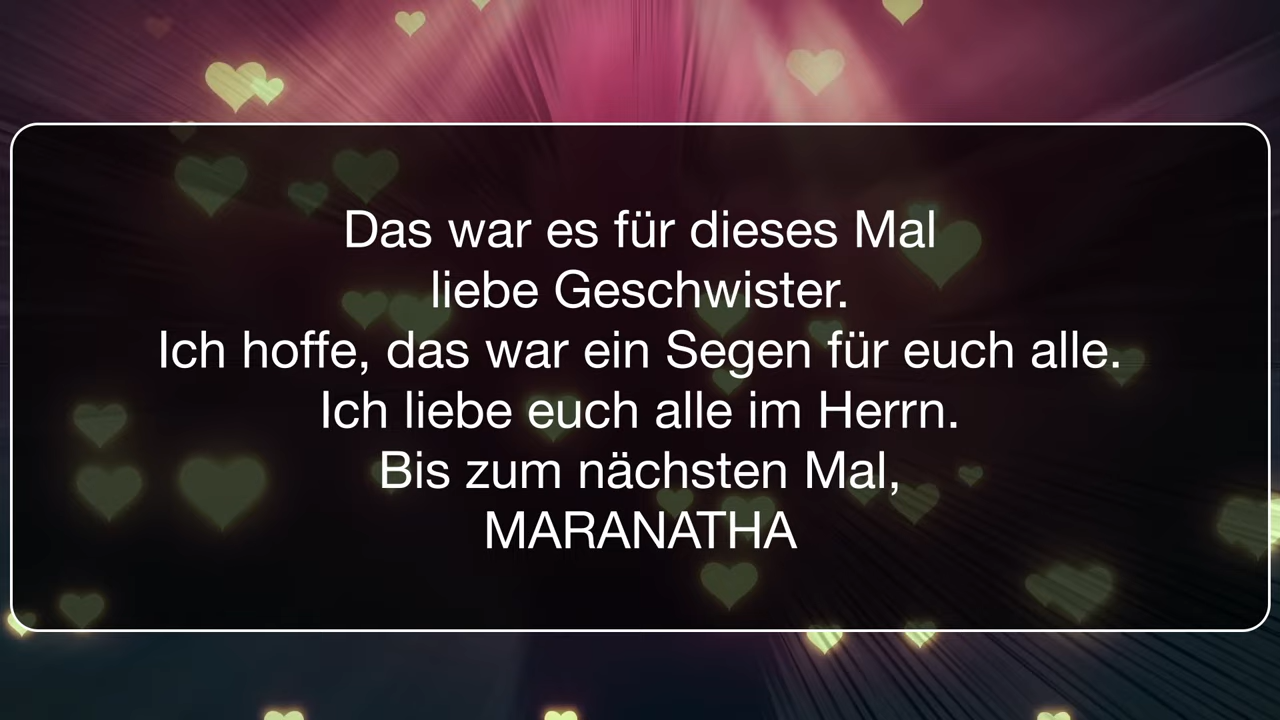 Das war es für dieses Mal
liebe Geschwister.
Ich hoffe, das war ein Segen für euch alle.
Ich liebe euch alle im Herrn.
Bis zum nächsten Mal,
MARANATHA